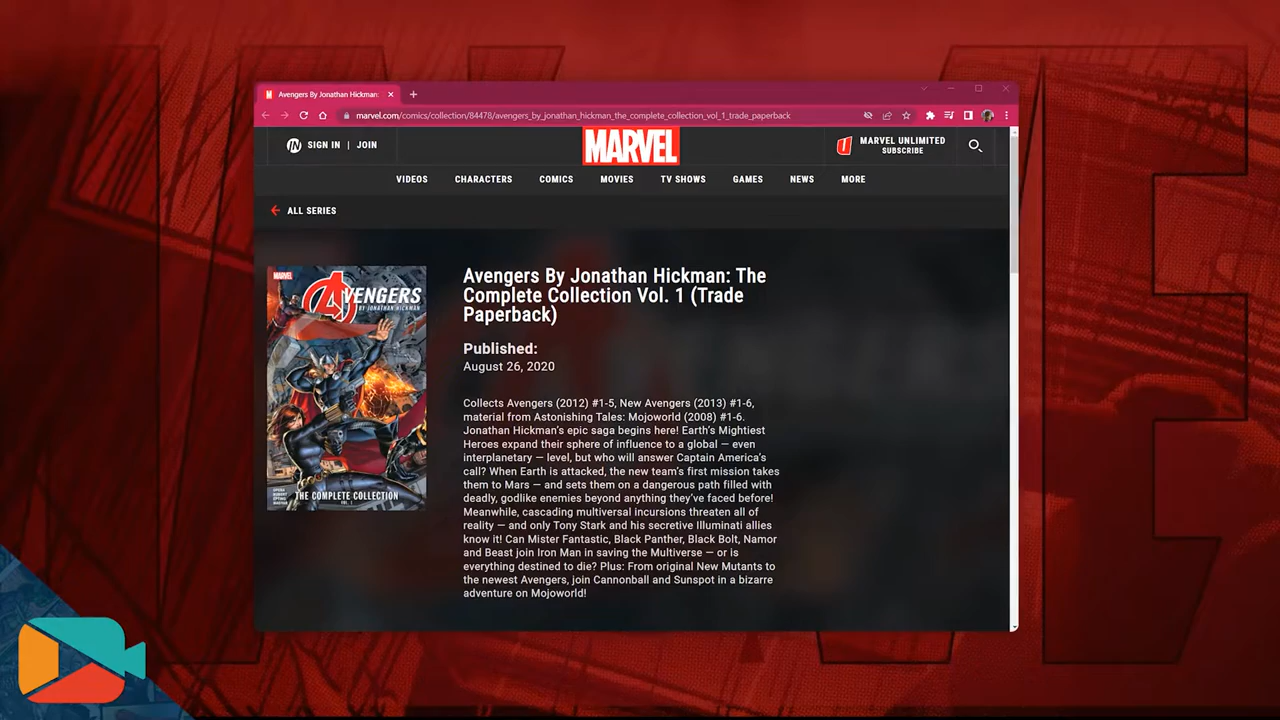 Avengers By Jonathan Hickman:
marvel.com/comics/collection/84478/avengers_by_jonathan_hickman_the_complete_collection_vol_1_trade_paperback
IN SIGN IN | JOIN
MARVEL
MARVEL UNLIMITED
SUBSCRIBE
VIDEOS CHARACTERS COMICS MOVIES TV SHOWS GAMES NEWS MORE
ALL SERIES
MARVEL
AVENGERS
BY JONATHAN HICKMAN
THE COMPLETE COLLECTION
VOL. 1
Avengers By Jonathan Hickman: The
Complete Collection Vol. 1 (Trade
Paperback)
Published:
August 26, 2020
Collects Avengers (2012) #1-5, New Avengers (2013) #1-6,
material from Astonishing Tales: Mojoworld (2008) #1-6.
Jonathan Hickman's epic saga begins here! Earth's Mightiest
Heroes expand their sphere of influence to a global — even
interplanetary — level, but who will answer Captain America's
call? When Earth is attacked, the new team's first mission takes
them to Mars — and sets them on a dangerous path filled with
deadly, godlike enemies beyond anything they've faced before!
Meanwhile, cascading multiversal incursions threaten all of
reality — and only Tony Stark and his secretive Illuminati allies
know it! Can Mister Fantastic, Black Panther, Black Bolt, Namor
and Beast join Iron Man in saving the Multiverse — or is
everything destined to die? Plus: From original New Mutants to
the newest Avengers, join Cannonball and Sunspot in a bizarre
adventure on Mojoworld!